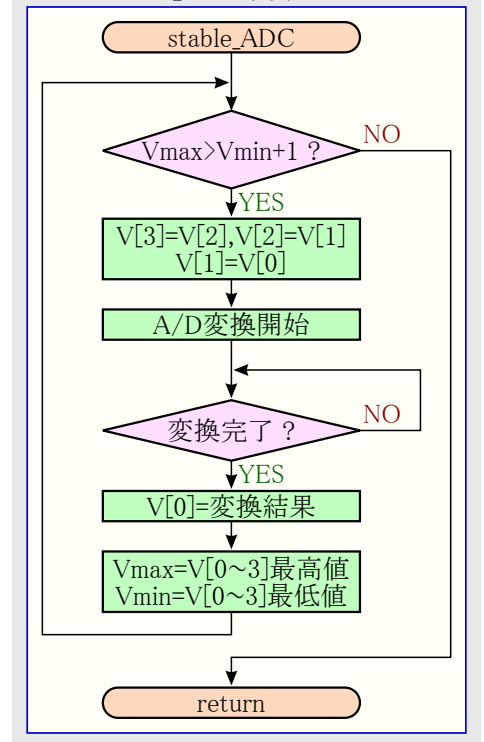 stable_ADC
Vmax>Vmin+1 ?
NO
YES
V[3]=V[2],V[2]=V[1]
V[1]=V[0]
A/D変換開始
変換完了 ?
NO
YES
V[0]=変換結果
Vmax=V[0~3]最高値
Vmin=V[0~3]最低値
return